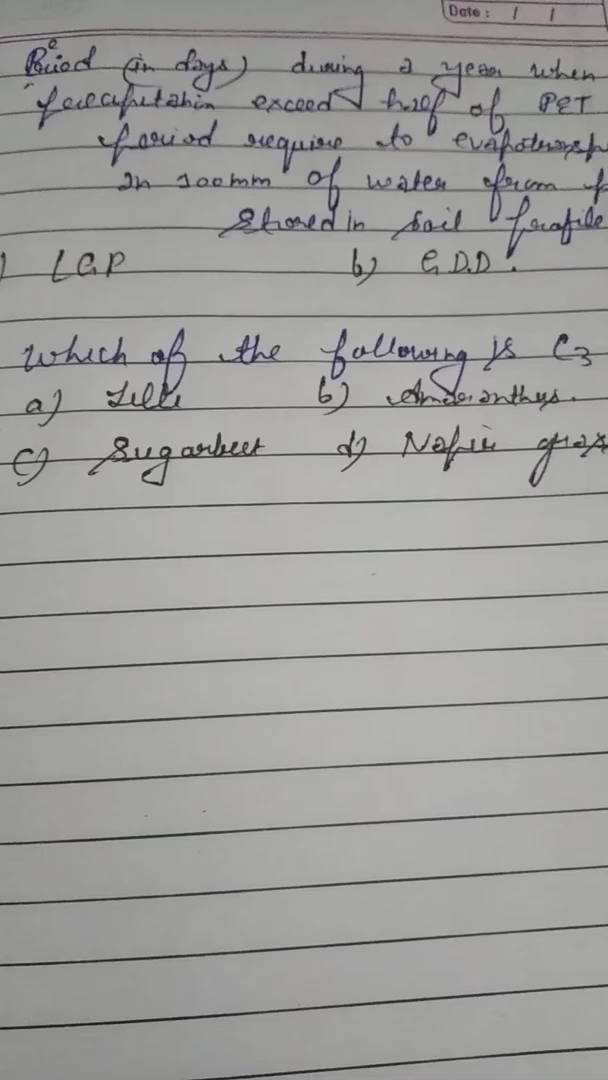 Date : / /
Period (in days) during a year when
precipitation exceed half of PET
period require to evapotransp
in 100mm of water from p
stored in soil profile
) LGP b) G.D.D.
Which of the following is C3
a) b) Amaranthus.
c) Sugarbeet d) Napier grass